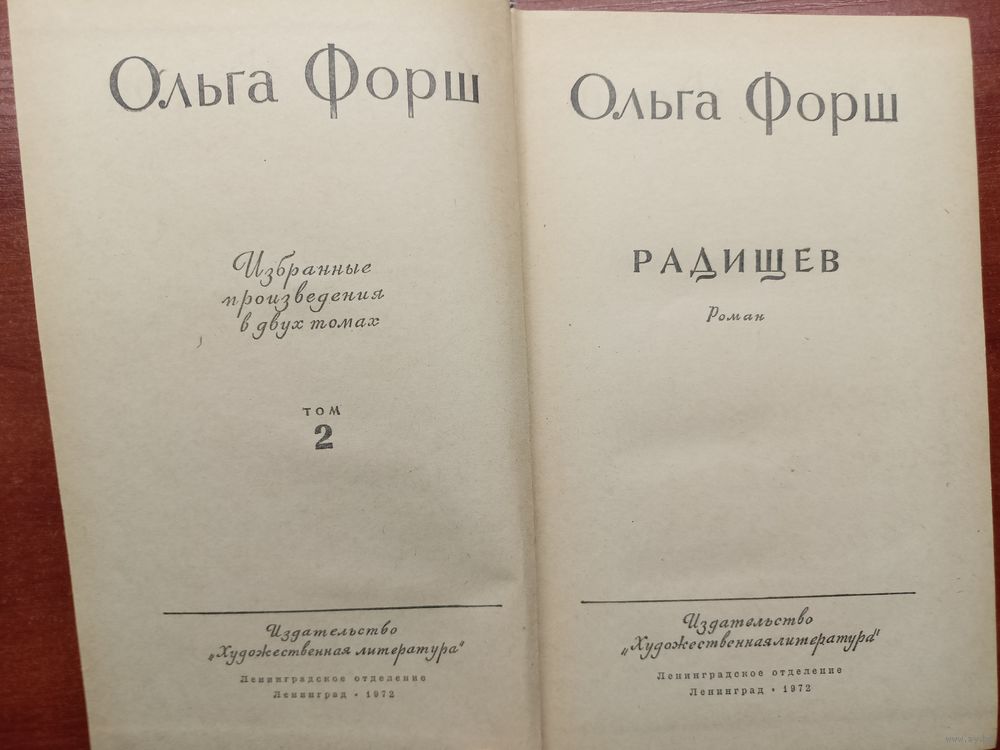 Ольга Форш
Избранные
произведения
в двух томах
ТОМ
2
Издательство
„Художественная литература"
Ленинградское отделение
Ленинград • 1972
Ольга Форш
РАДИЩЕВ
Роман
Издательство
„Художественная литература"
Ленинградское отделение
Ленинград • 1972